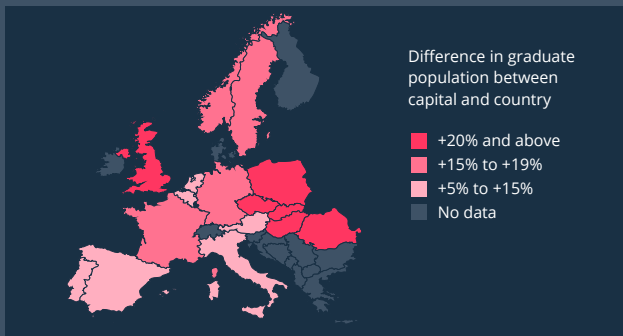 Difference in graduate
population between
capital and country
+20% and above
+15% to +19%
+5% to +15%
No data